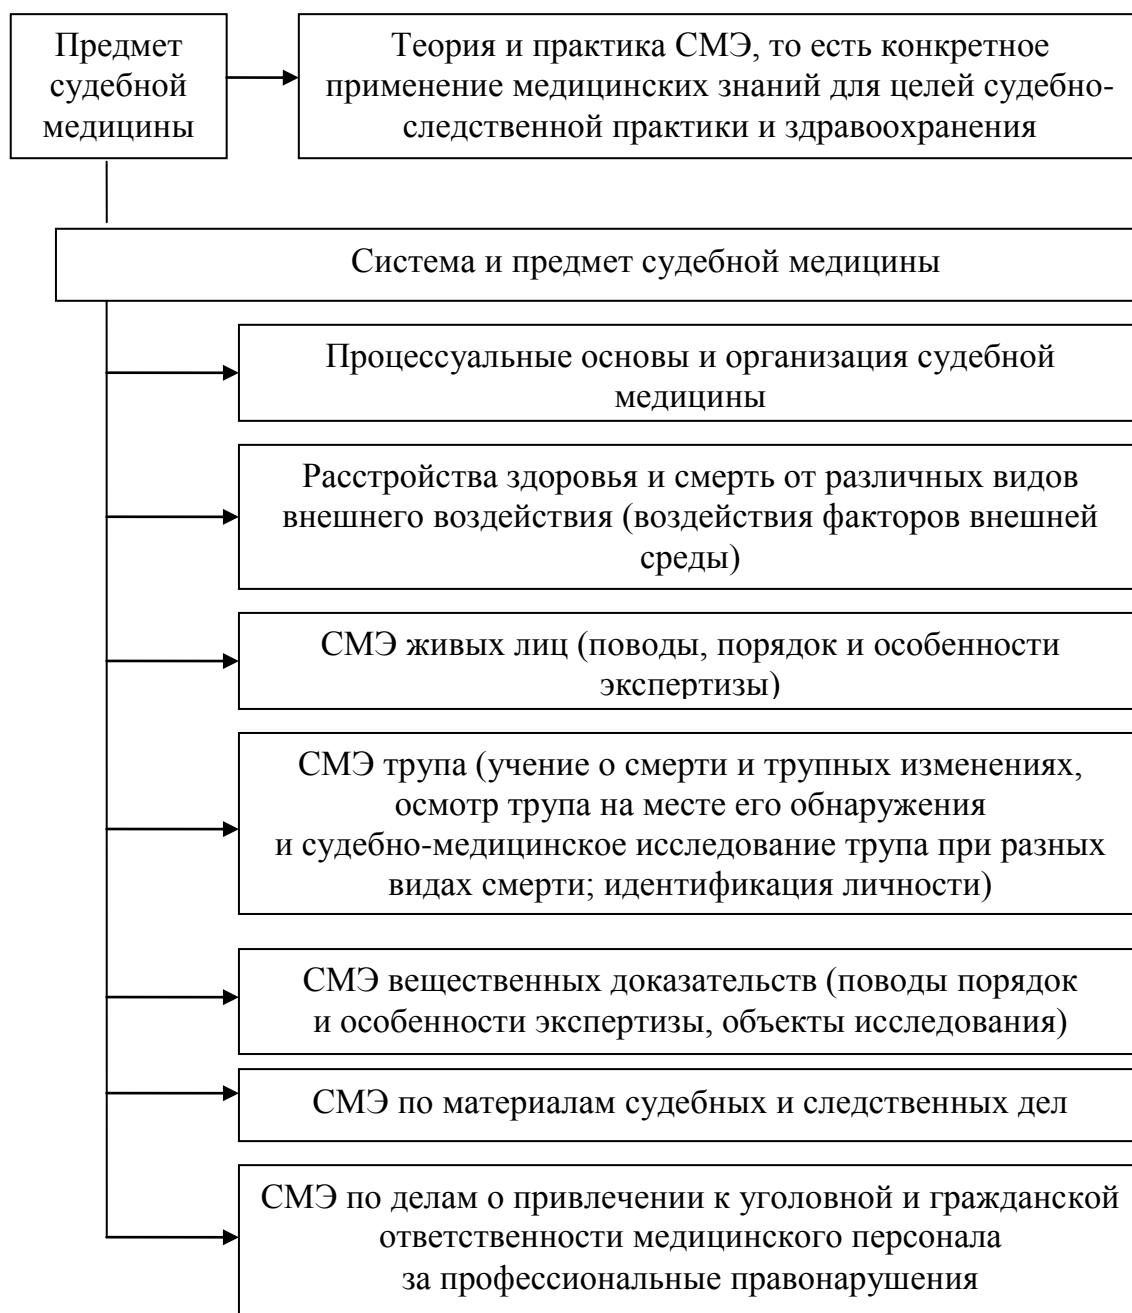 Предмет
судебной
медицины
Теория и практика СМЭ, то есть конкретное
применение медицинских знаний для целей судебно-
следственной практики и здравоохранения
Система и предмет судебной медицины
Процессуальные основы и организация судебной
медицины
Расстройства здоровья и смерть от различных видов
внешнего воздействия (воздействия факторов внешней
среды)
СМЭ живых лиц (поводы, порядок и особенности
экспертизы)
СМЭ трупа (учение о смерти и трупных изменениях,
осмотр трупа на месте его обнаружения
и судебно-медицинское исследование трупа при разных
видах смерти; идентификация личности)
СМЭ вещественных доказательств (поводы порядок
и особенности экспертизы, объекты исследования)
СМЭ по материалам судебных и следственных дел
СМЭ по делам о привлечении к уголовной и гражданской
ответственности медицинского персонала
за профессиональные правонарушения